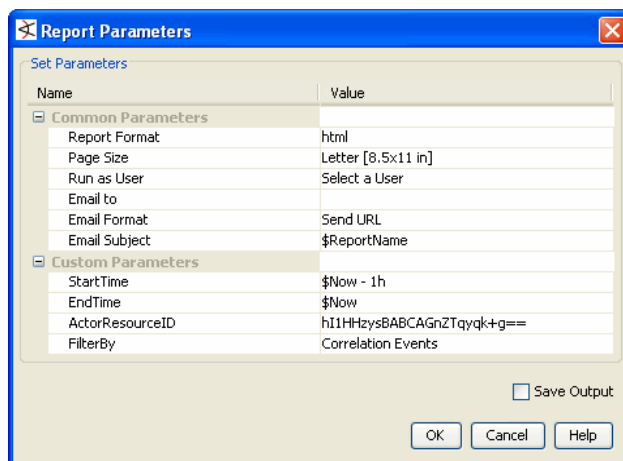 Report Parameters
Set Parameters
Name Value
Common Parameters
Report Format html
Page Size Letter [8.5x11 in]
Run as User Select a User
Email to
Email Format Send URL
Email Subject $ReportName
Custom Parameters
StartTime $Now - 1h
EndTime $Now
ActorResourceID hI1HHzysBABCAGnZTqyqk+g==
FilterBy Correlation Events
Save Output
OK Cancel Help